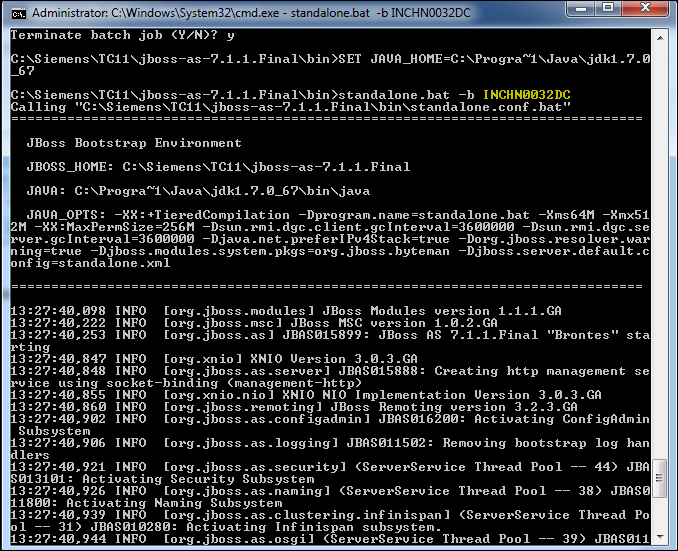 Administrator: C:\Windows\System32\cmd.exe - standalone.bat -b INCHN0032DC
Terminate batch job (Y/N)? y
C:\Siemens\TC11\jboss-as-7.1.1.Final\bin>SET JAVA_HOME=C:\Progra~1\Java\jdk1.7.0
_67
C:\Siemens\TC11\jboss-as-7.1.1.Final\bin>standalone.bat -b INCHN0032DC
Calling "C:\Siemens\TC11\jboss-as-7.1.1.Final\bin\standalone.conf.bat"
===============================================================================
JBoss Bootstrap Environment
JBOSS_HOME: C:\Siemens\TC11\jboss-as-7.1.1.Final
JAVA: C:\Progra~1\Java\jdk1.7.0_67\bin\java
JAVA_OPTS: -XX:+TieredCompilation -Dprogram.name=standalone.bat -Xms64M -Xmx51
2M -XX:MaxPermSize=256M -Dsun.rmi.dgc.client.gcInterval=3600000 -Dsun.rmi.dgc.se
rver.gcInterval=3600000 -Djava.net.preferIPv4Stack=true -Dorg.jboss.resolver.war
ning=true -Djboss.modules.system.pkgs=org.jboss.byteman -Djboss.server.default.c
onfig=standalone.xml
===============================================================================
13:27:40,098 INFO  [org.jboss.modules] JBoss Modules version 1.1.1.GA
13:27:40,222 INFO  [org.jboss.msc] JBoss MSC version 1.0.2.GA
13:27:40,253 INFO  [org.jboss.as] JBAS015899: JBoss AS 7.1.1.Final "Brontes" sta
rting
13:27:40,847 INFO  [org.xnio] XNIO Version 3.0.3.GA
13:27:40,848 INFO  [org.jboss.as.server] JBAS015888: Creating http management se
rvice using socket-binding (management-http)
13:27:40,855 INFO  [org.xnio.nio] XNIO NIO Implementation Version 3.0.3.GA
13:27:40,860 INFO  [org.jboss.remoting] JBoss Remoting version 3.2.3.GA
13:27:40,902 INFO  [org.jboss.as.configadmin] JBAS016200: Activating ConfigAdmin
Subsystem
13:27:40,906 INFO  [org.jboss.as.logging] JBAS011502: Removing bootstrap log han
dlers
13:27:40,921 INFO  [org.jboss.as.security] (ServerService Thread Pool -- 44) JBA
S013101: Activating Security Subsystem
13:27:40,926 INFO  [org.jboss.as.naming] (ServerService Thread Pool -- 38) JBAS0
11800: Activating Naming Subsystem
13:27:40,939 INFO  [org.jboss.as.clustering.infinispan] (ServerService Thread Po
ol -- 31) JBAS010280: Activating Infinispan subsystem.
13:27:40,944 INFO  [org.jboss.as.osgi] (ServerService Thread Pool -- 39) JBAS011